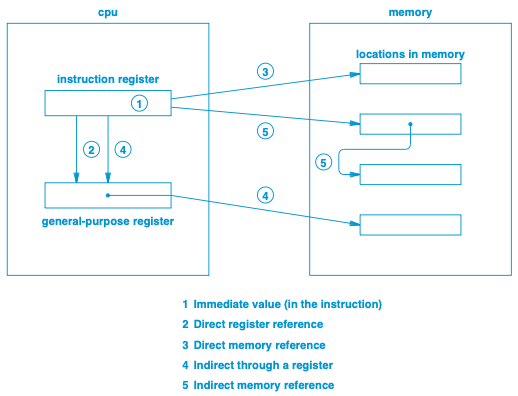 cpu
memory
locations in memory
instruction register
3
1
5
2
4
5
4
general-purpose register
1 Immediate value (in the instruction)
2 Direct register reference
3 Direct memory reference
4 Indirect through a register
5 Indirect memory reference